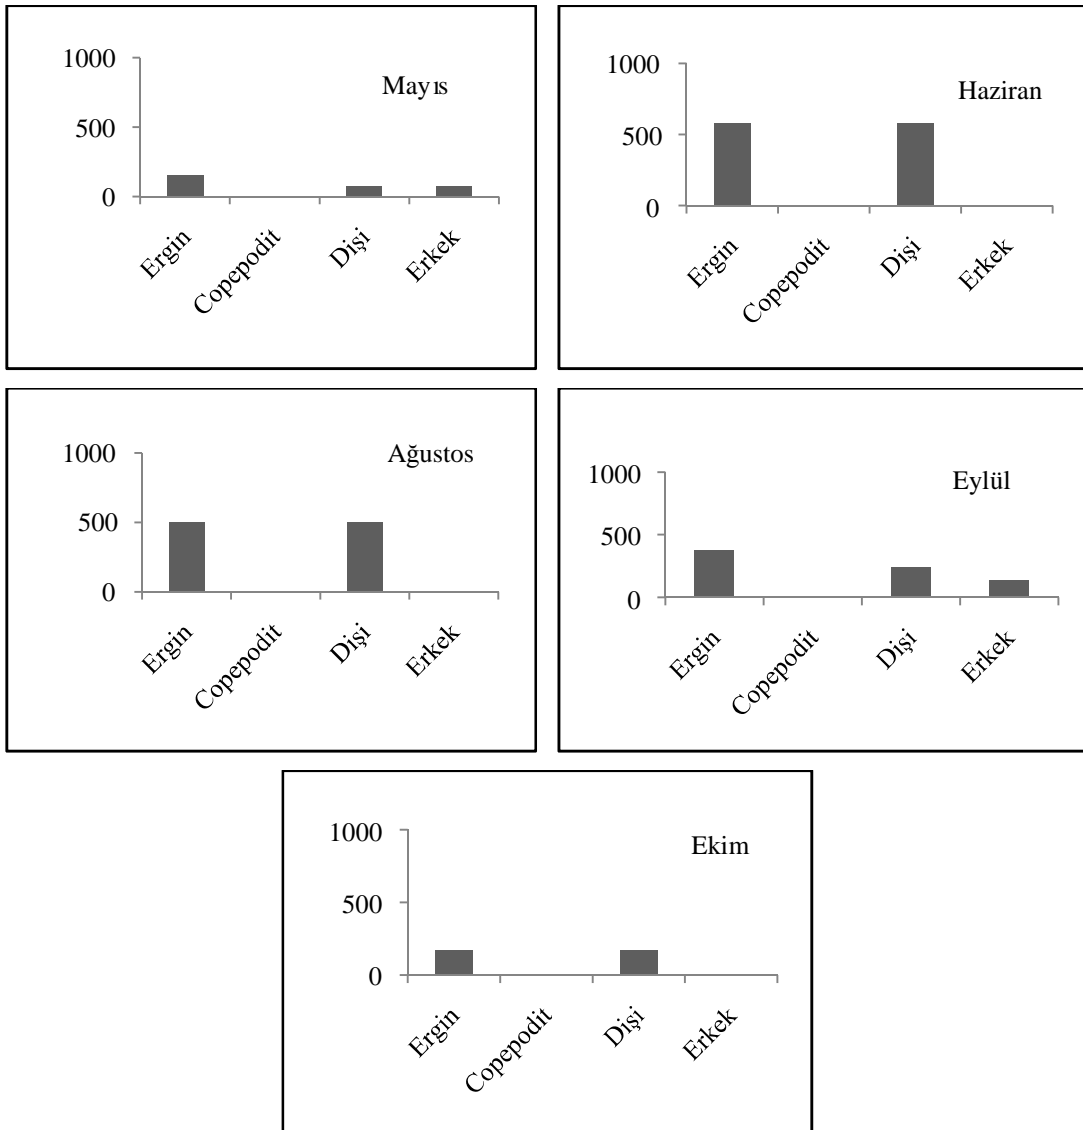 Mayıs
1000
500
0
Ergin
Copepodit
Dişi
Erkek
Haziran
1000
500
0
Ergin
Copepodit
Dişi
Erkek
Ağustos
1000
500
0
Ergin
Copepodit
Dişi
Erkek
Eylül
1000
500
0
Ergin
Copepodit
Dişi
Erkek
Ekim
1000
500
0
Ergin
Copepodit
Dişi
Erkek